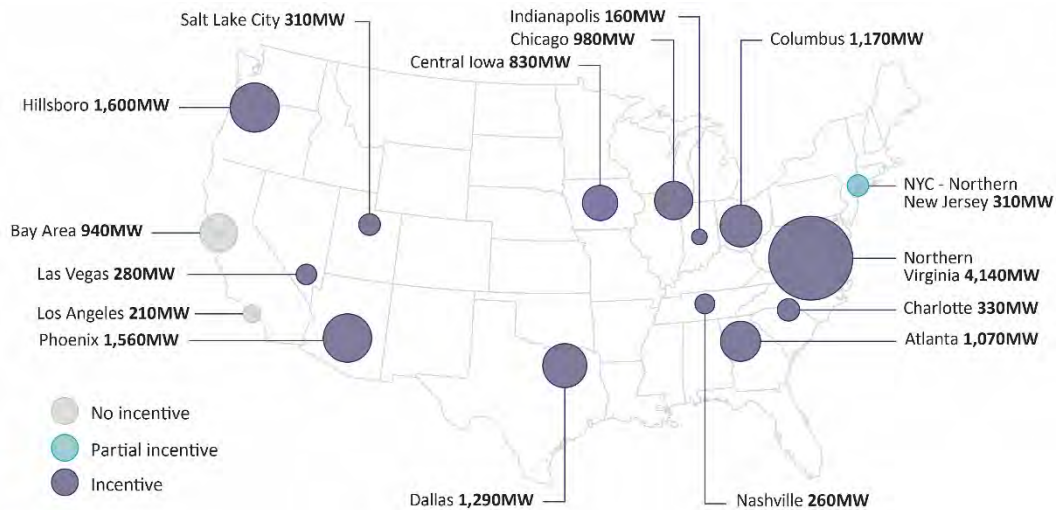 Salt Lake City 310MW
Indianapolis 160MW
Chicago 980MW
Central Iowa 830MW
Columbus 1,170MW
Hillsboro 1,600MW
NYC - Northern
New Jersey 310MW
Bay Area 940MW
Northern
Virginia 4,140MW
Las Vegas 280MW
Los Angeles 210MW
Phoenix 1,560MW
Charlotte 330MW
Atlanta 1,070MW
No incentive
Partial incentive
Incentive
Dallas 1,290MW
Nashville 260MW